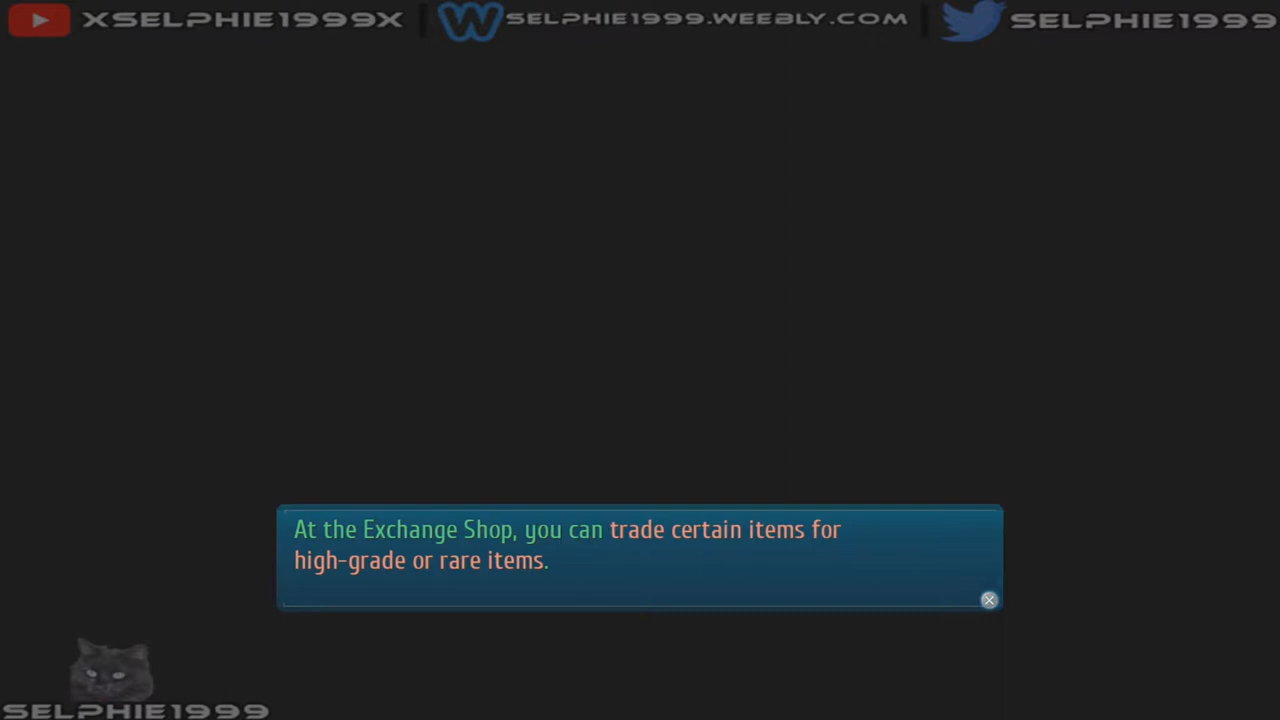 XSELPHIE1999X | SELPHIE1999.WEEBLY.COM | SELPHIE1999
At the Exchange Shop, you can trade certain items for
high-grade or rare items.
SELPHIE1999